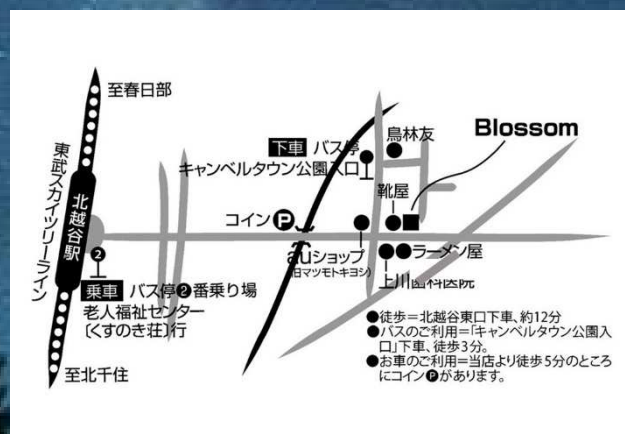 至春日部
東武スカイツリーライン
北越谷駅
下車 バス停
キャンベルタウン公園入口
鳥林友
Blossom
靴屋
コインP
auショップ
(旧マツモトキヨシ)
ラーメン屋
上川歯科医院
2
乗車 バス停❷番乗り場
老人福祉センター
〔くすのき荘〕行
至北千住
●徒歩=北越谷東口下車、約12分
●バスのご利用=「キャンベルタウン公園入
口」下車、徒歩3分。
●お車のご利用=当店より徒歩5分のところ
にコインPがあります。